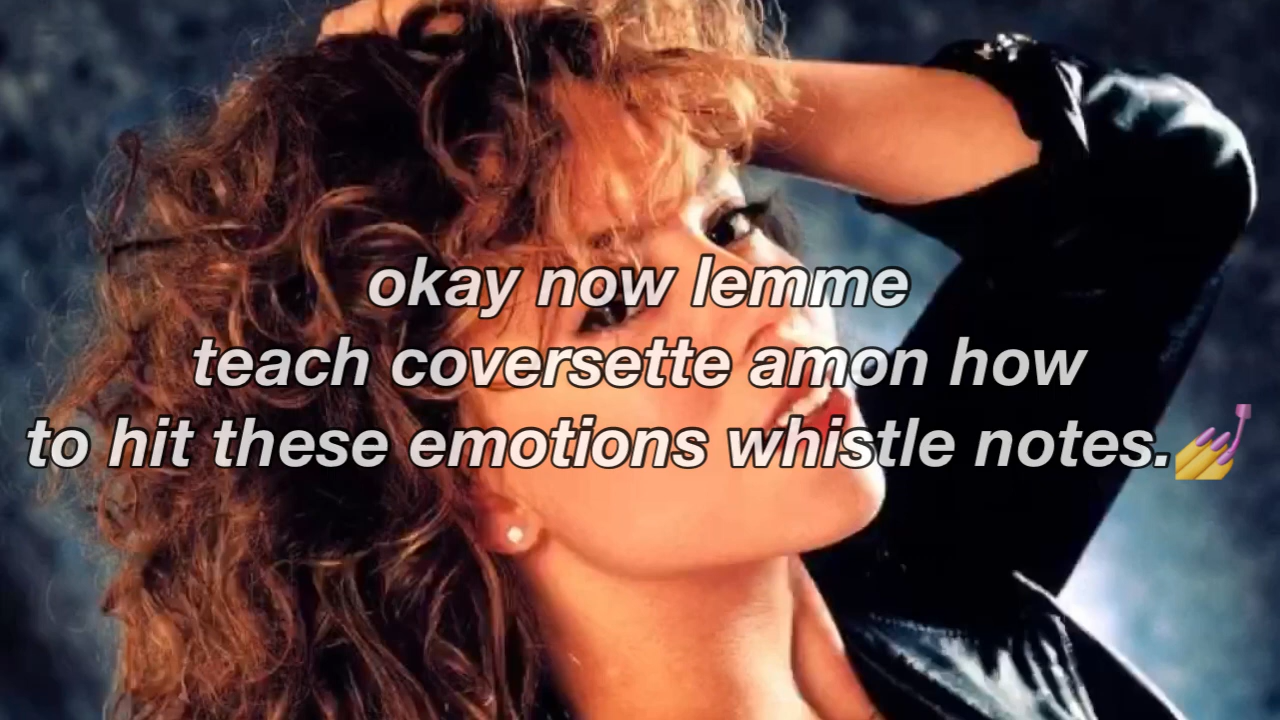 okay now lemme
teach coversette amon how
to hit these emotions whistle notes.💅